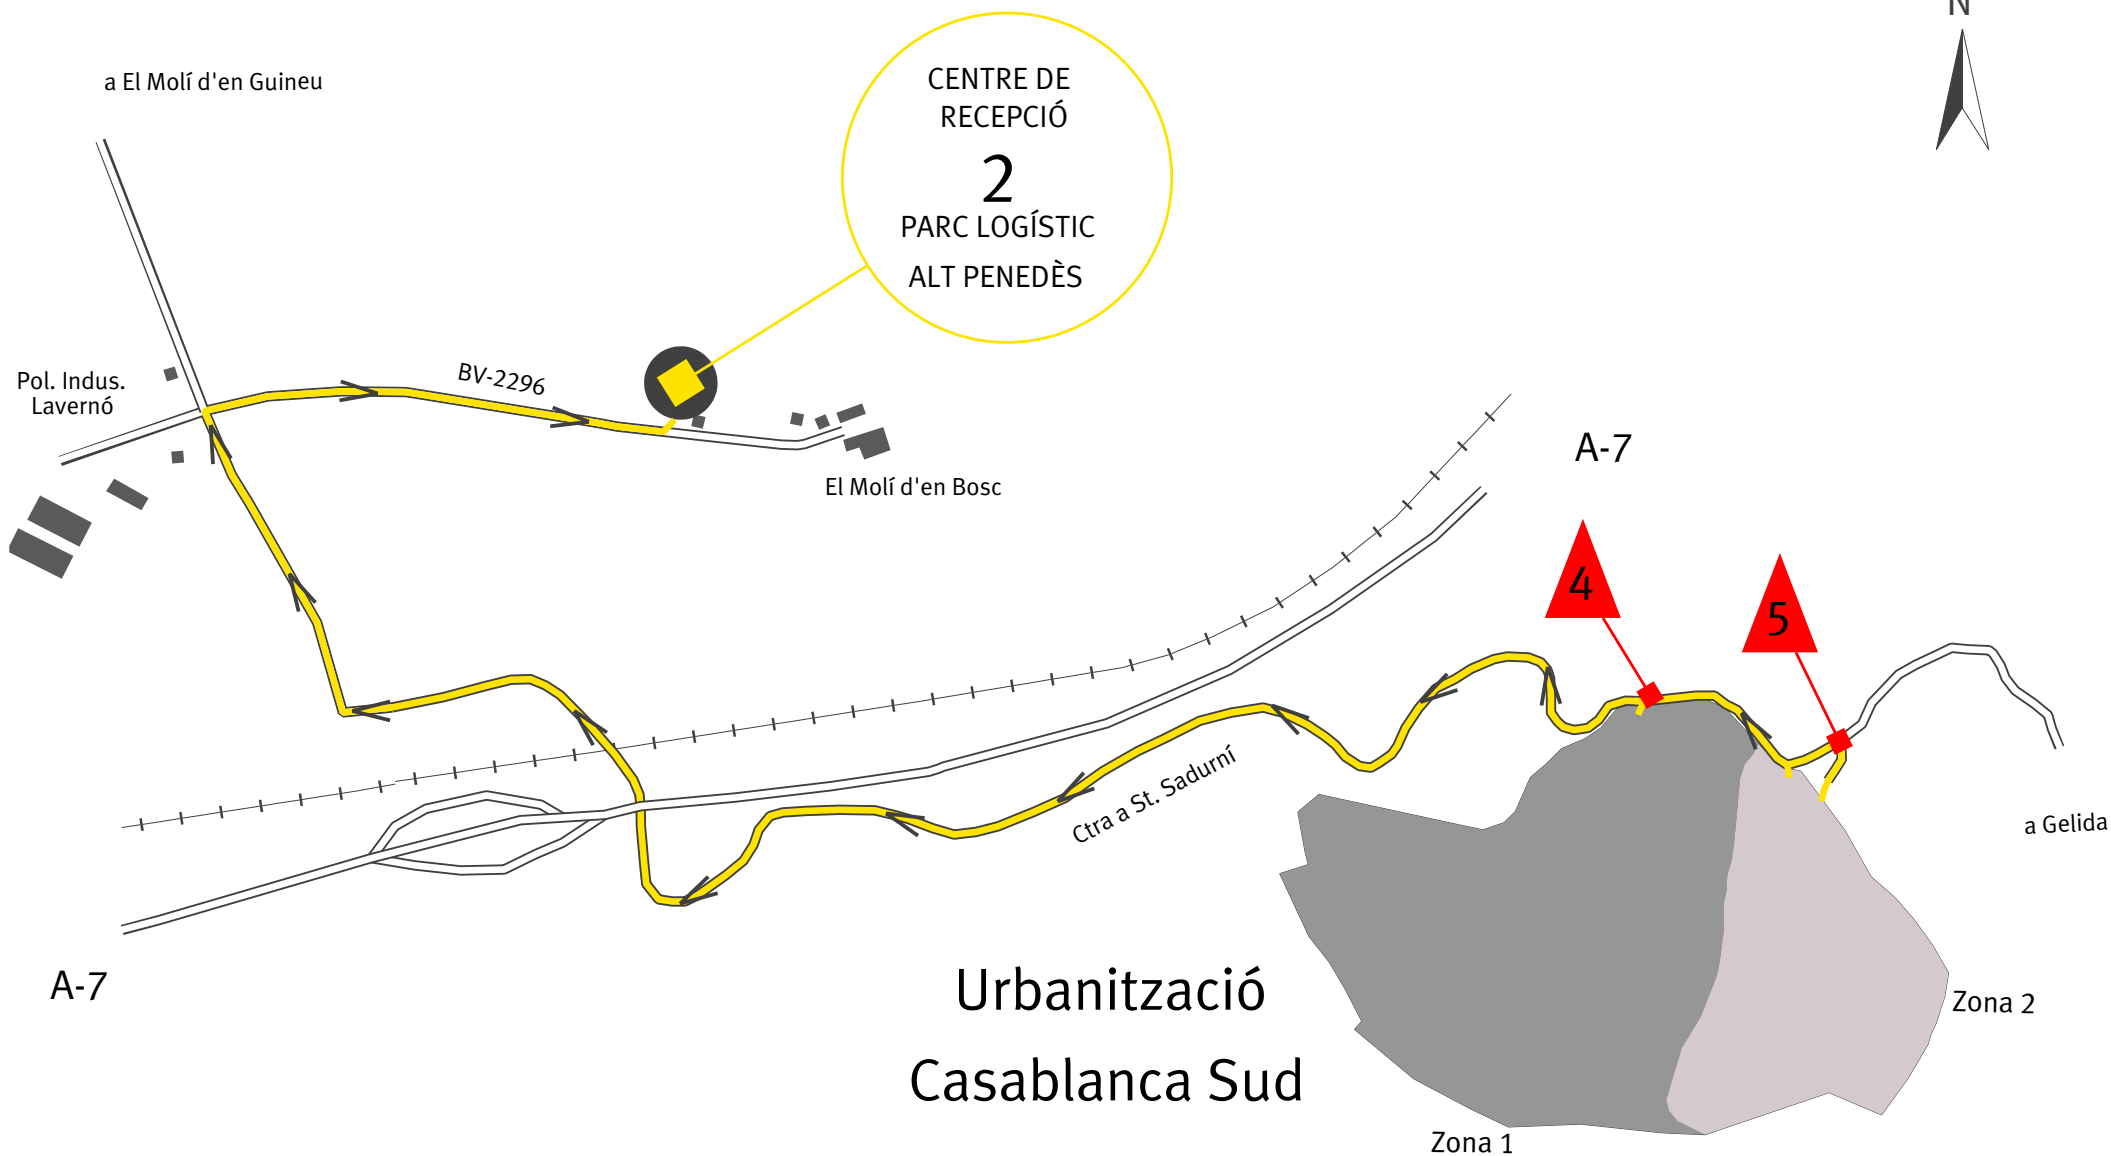 N
a El Molí d'en Guineu
CENTRE DE
RECEPCIÓ
2
PARC LOGÍSTIC
ALT PENEDÈS
Pol. Indus.
Lavernó
BV-2296
El Molí d'en Bosc
A-7
4
5
Ctra a St. Sadurní
a Gelida
A-7
Urbanització
Casablanca Sud
Zona 2
Zona 1